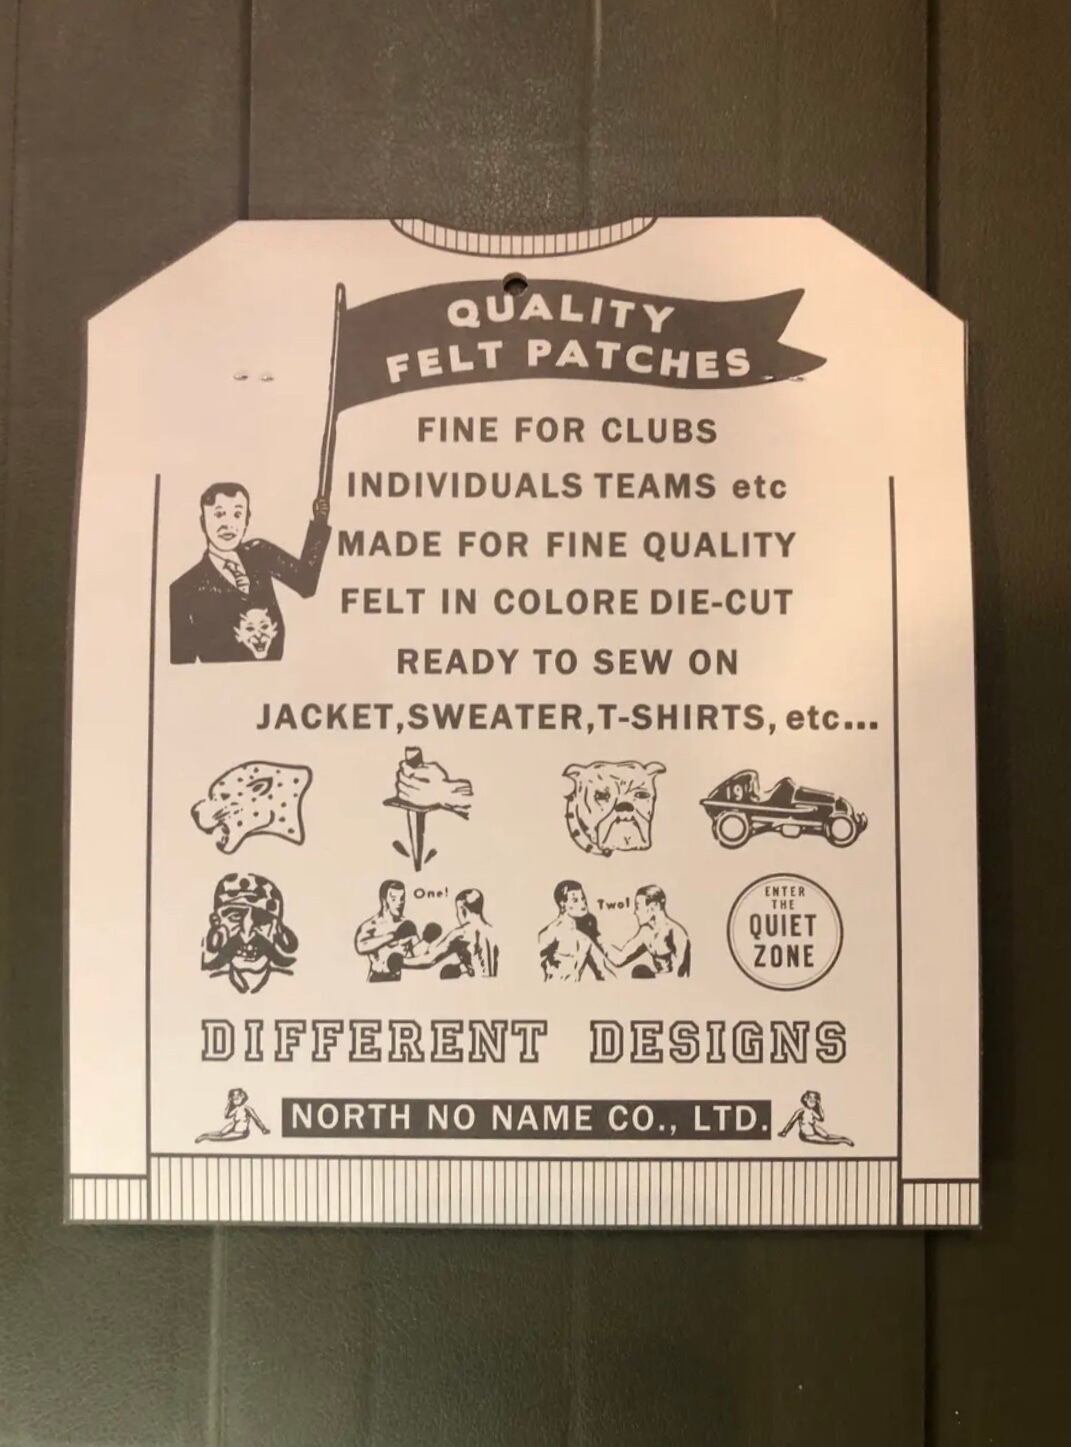 QUALITY
FELT PATCHES
FINE FOR CLUBS
INDIVIDUALS TEAMS etc
MADE FOR FINE QUALITY
FELT IN COLORE DIE-CUT
READY TO SEW ON
JACKET,SWEATER,T-SHIRTS, etc...
19
One!
Two!
ENTER
THE
QUIET
ZONE
DIFFERENT DESIGNS
NORTH NO NAME CO., LTD.